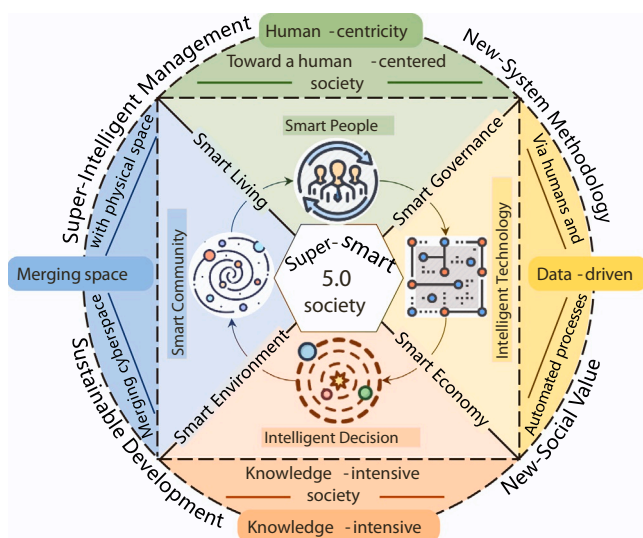 Human -centricity
Toward a human -centered
society
Super-Intelligent Management
New-System Methodology
Smart People
Smart Living
Smart Governance
with physical space
Via humans and
Merging space
Smart Community
Super-smart
5.0
society
Intelligent Technology
Data -driven
Merging cyberspace
Automated processes
Smart Environment
Smart Economy
Intelligent Decision
Sustainable Development
New-Social Value
Knowledge -intensive
society
Knowledge -intensive